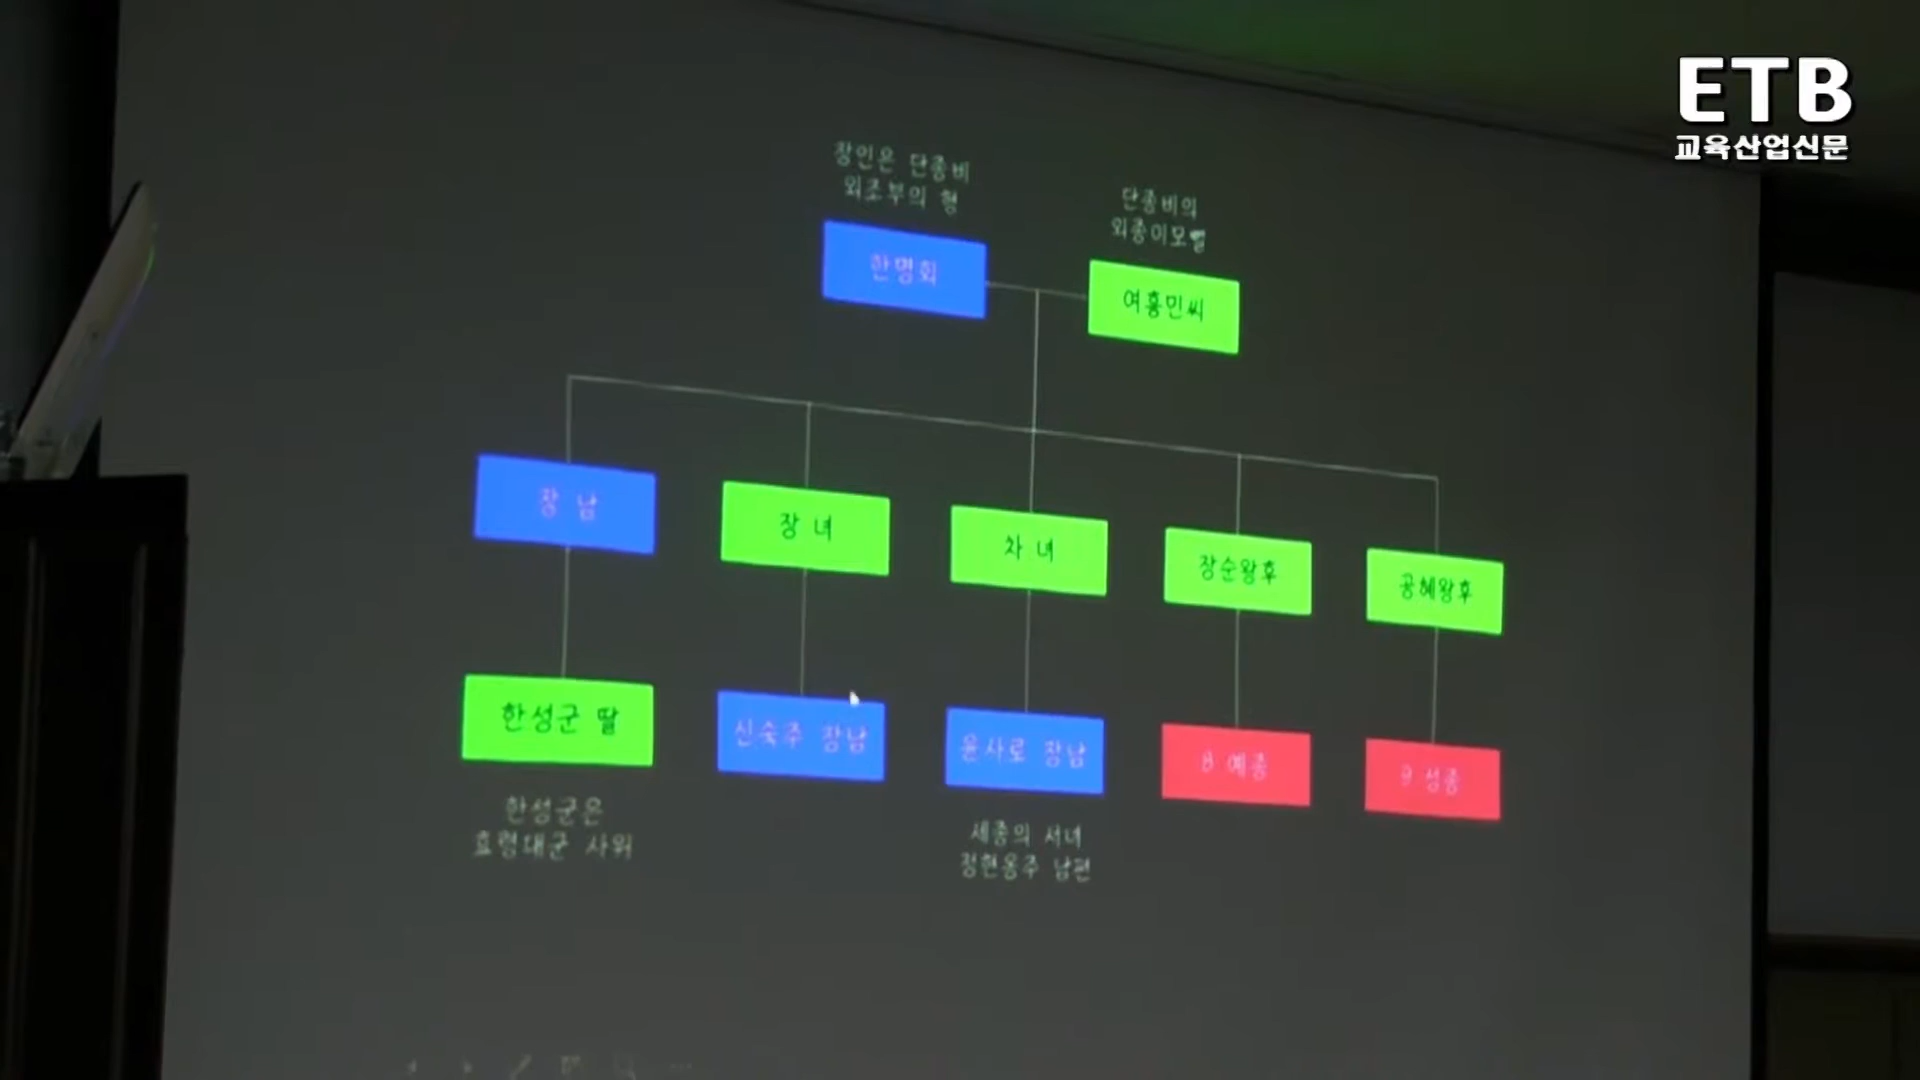 ETB
교육산업신문
장인은 단종비
외조부의 형
단종비의
외종이모뻘
한명회
여흥민씨
장 남
장 녀
차 녀
장순왕후
공혜왕후
한성군 딸
신숙주 장남
윤사로 장남
8 예종
9 성종
한성군은
효령대군 사위
세종의 서녀
정현옹주 남편